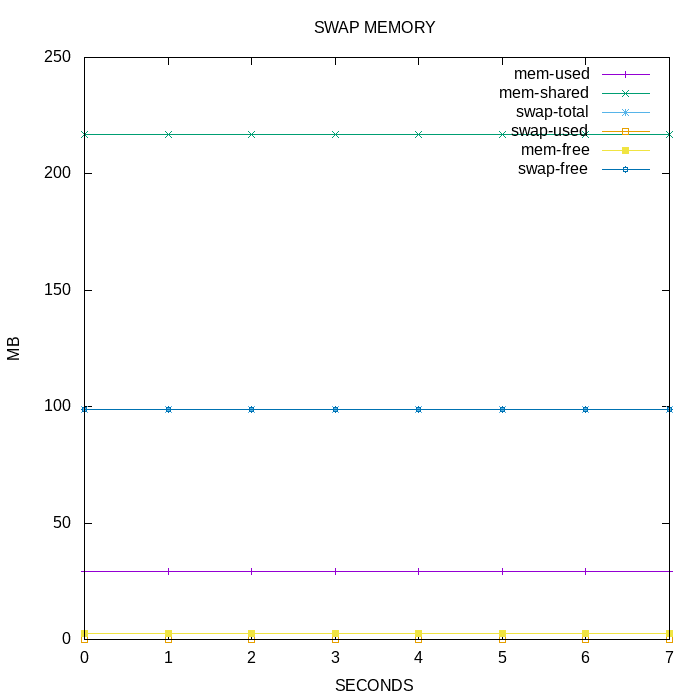 SWAP MEMORY
250
200
150
100
50
0
MB
mem-used
mem-shared
swap-total
swap-used
mem-free
swap-free
0 1 2 3 4 5 6 7
SECONDS